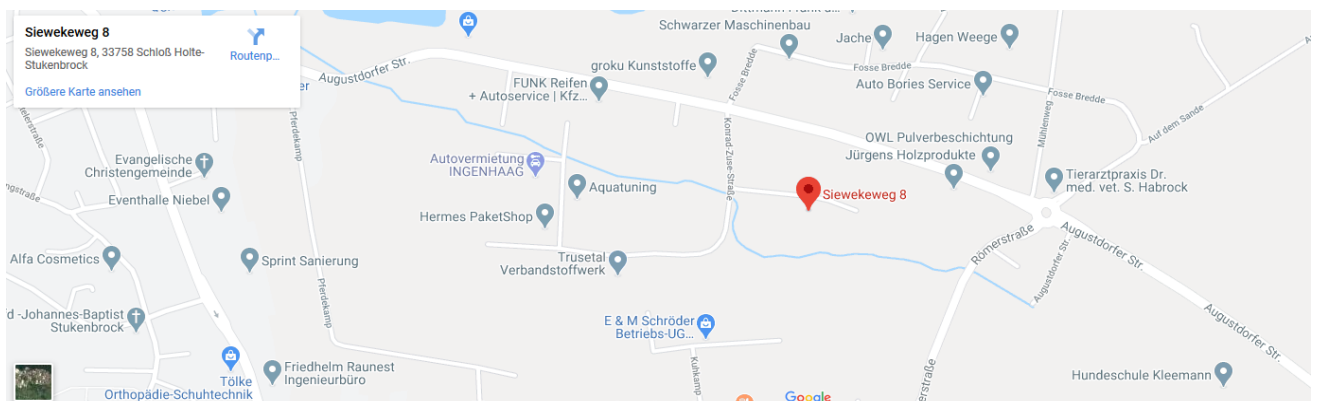 Siewekeweg 8
Siewekeweg 8, 33758 Schloß Holte-
Stukenbrock
Routenp...
Größere Karte ansehen
Augustdorfer Str.
Schwarzer Maschinenbau
Jache
Hagen Weege
groku Kunststoffe
Fosse Bredde
Fosse Bredde
Fosse Bredde
FUNK Reifen
+ Autoservice | Kfz...
Auto Bories Service
Mühlenweg
Auf dem Sande
Pferdekamp
Konrad-Zuse-Straße
OWL Pulverbeschichtung
Jürgens Holzprodukte
Evangelische
Christengemeinde
Autovermietung
INGENHAAG
Aquatuning
Siewekeweg 8
Tierarztpraxis Dr.
med. vet. S. Habrock
Eventhalle Niebel
Hermes PaketShop
Römerstraße
Augustdorfer Str.
Alfa Cosmetics
Sprint Sanierung
Trusetal
Verbandstoffwerk
Augustdorfer Str.
Pferdekamp
-Johannes-Baptist
Stukenbrock
E & M Schröder
Betriebs-UG...
Augustdorfer Str.
Kuhkamp
Friedhelm Raunest
Ingenieurbüro
Tölke
Orthopädie-Schuhtechnik
Hundeschule Kleemann
Google